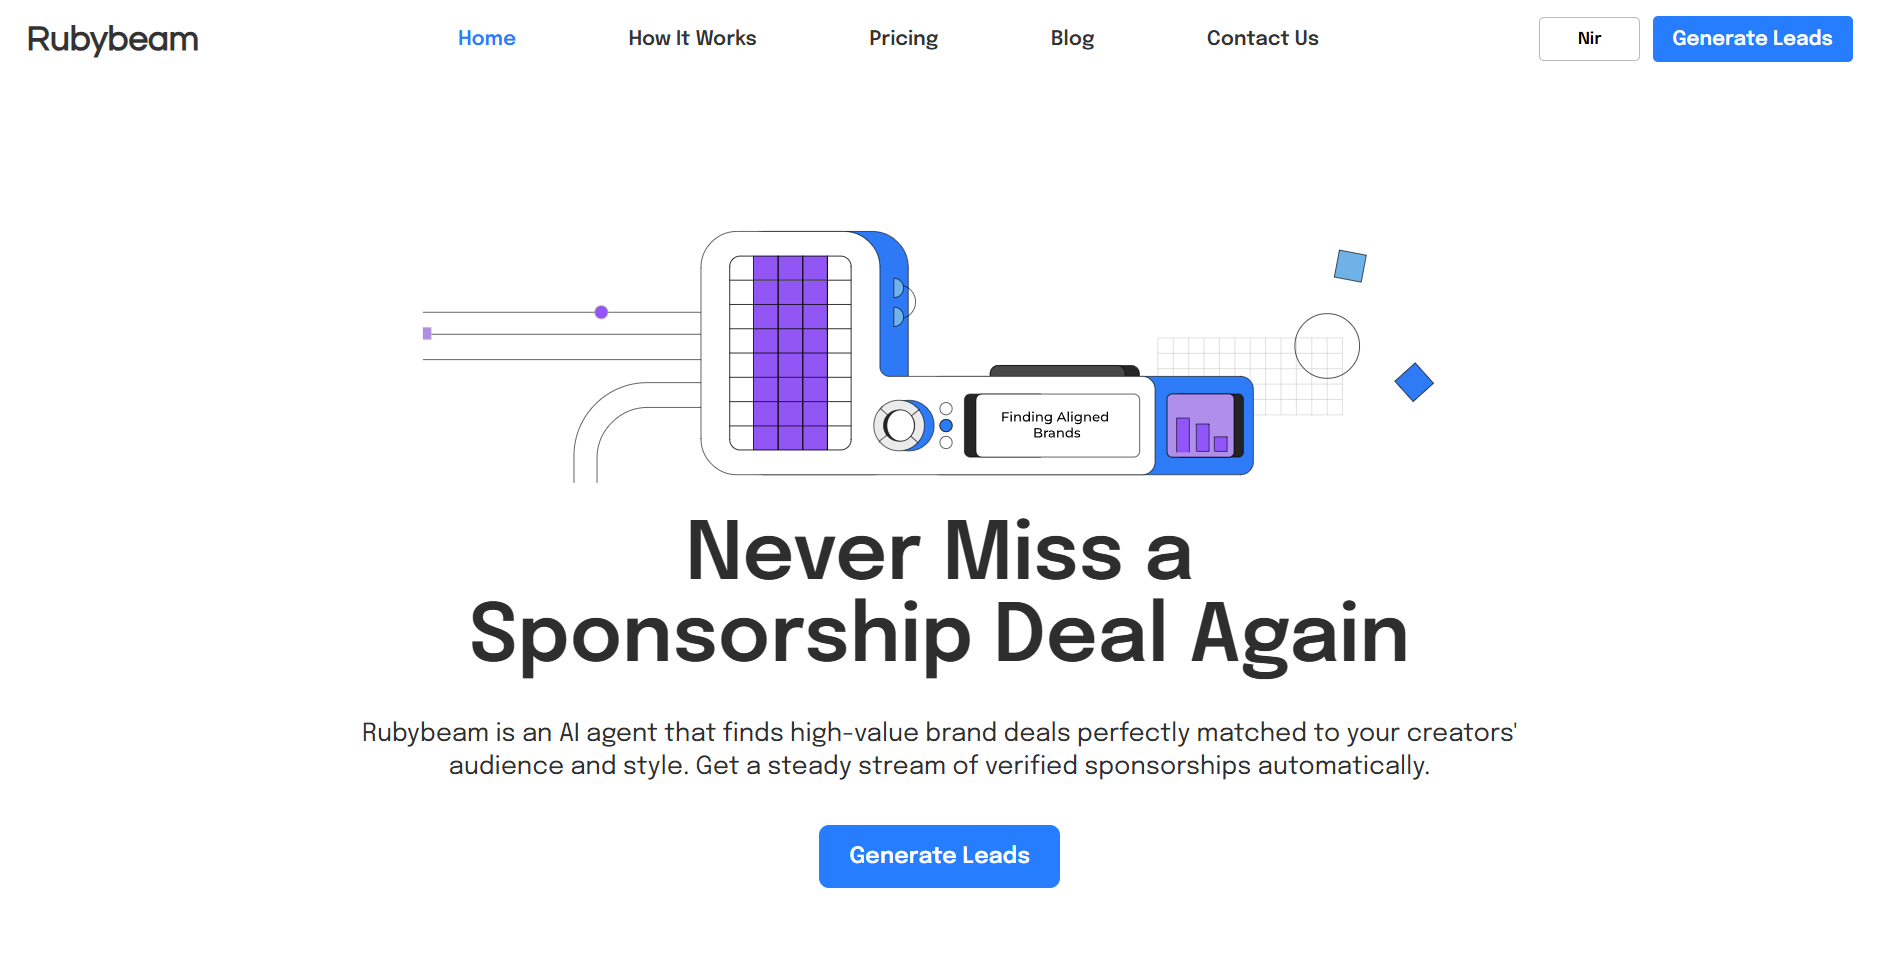 Rubybeam
Home
How It Works
Pricing
Blog
Contact Us
Nir
Generate Leads
Finding Aligned
Brands
Never Miss a
Sponsorship Deal Again
Rubybeam is an AI agent that finds high-value brand deals perfectly matched to your creators'
audience and style. Get a steady stream of verified sponsorships automatically.
Generate Leads